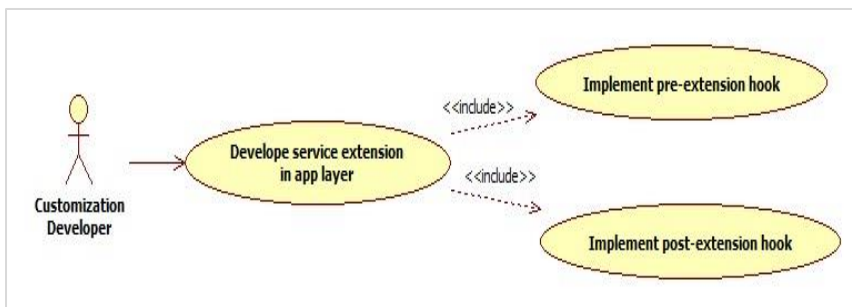 Implement pre-extension hook
<<include>>
Develope service extension
in app layer
<<include>>
Customization
Developer
Implement post-extension hook